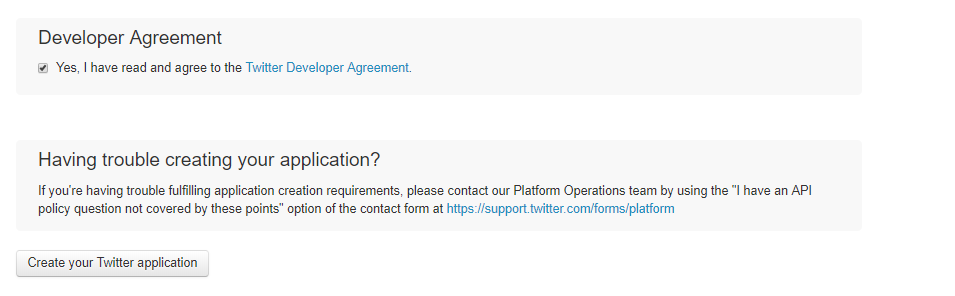 Developer Agreement
Yes, I have read and agree to the Twitter Developer Agreement.
Having trouble creating your application?
If you're having trouble fulfilling application creation requirements, please contact our Platform Operations team by using the "I have an API
policy question not covered by these points" option of the contact form at https://support.twitter.com/forms/platform
Create your Twitter application